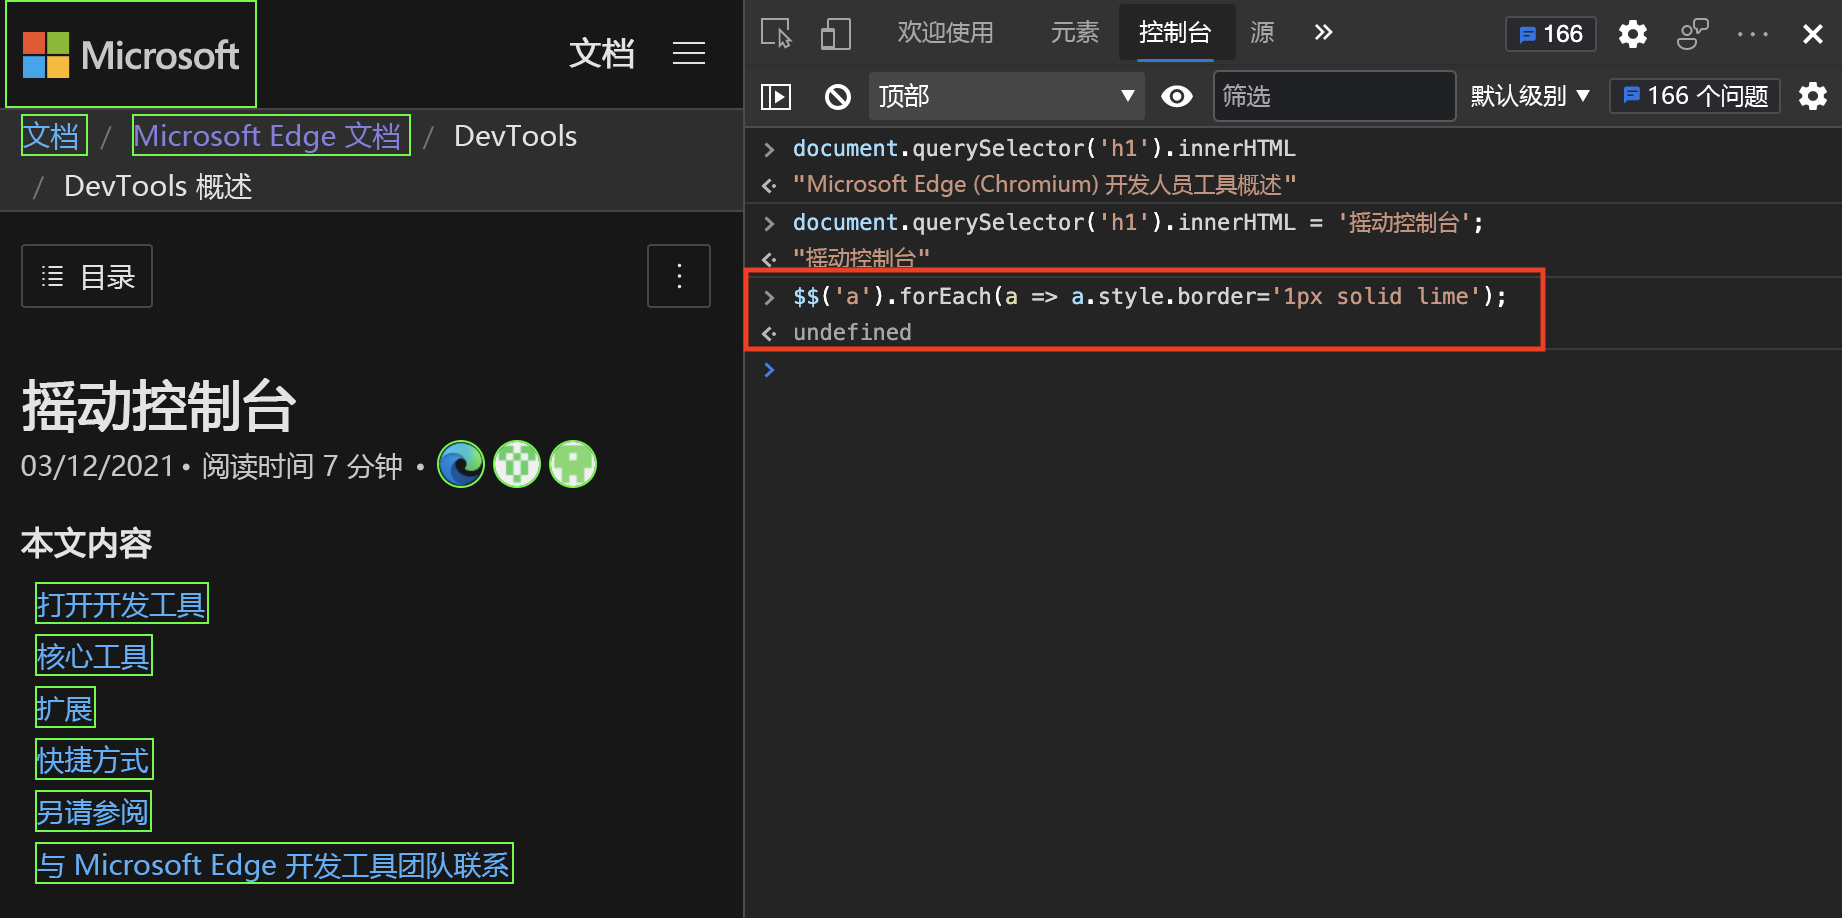 Microsoft
文档
文档 / Microsoft Edge 文档 / DevTools
/ DevTools 概述
目录
摇动控制台
03/12/2021 • 阅读时间 7 分钟 •
本文内容
打开开发工具
核心工具
扩展
快捷方式
另请参阅
与 Microsoft Edge 开发工具团队联系
欢迎使用 元素 控制台 源 166
顶部 筛选 默认级别 166 个问题
document.querySelector('h1').innerHTML
"Microsoft Edge (Chromium) 开发人员工具概述"
document.querySelector('h1').innerHTML = '摇动控制台';
"摇动控制台"
$$('a').forEach(a => a.style.border='1px solid lime');
undefined